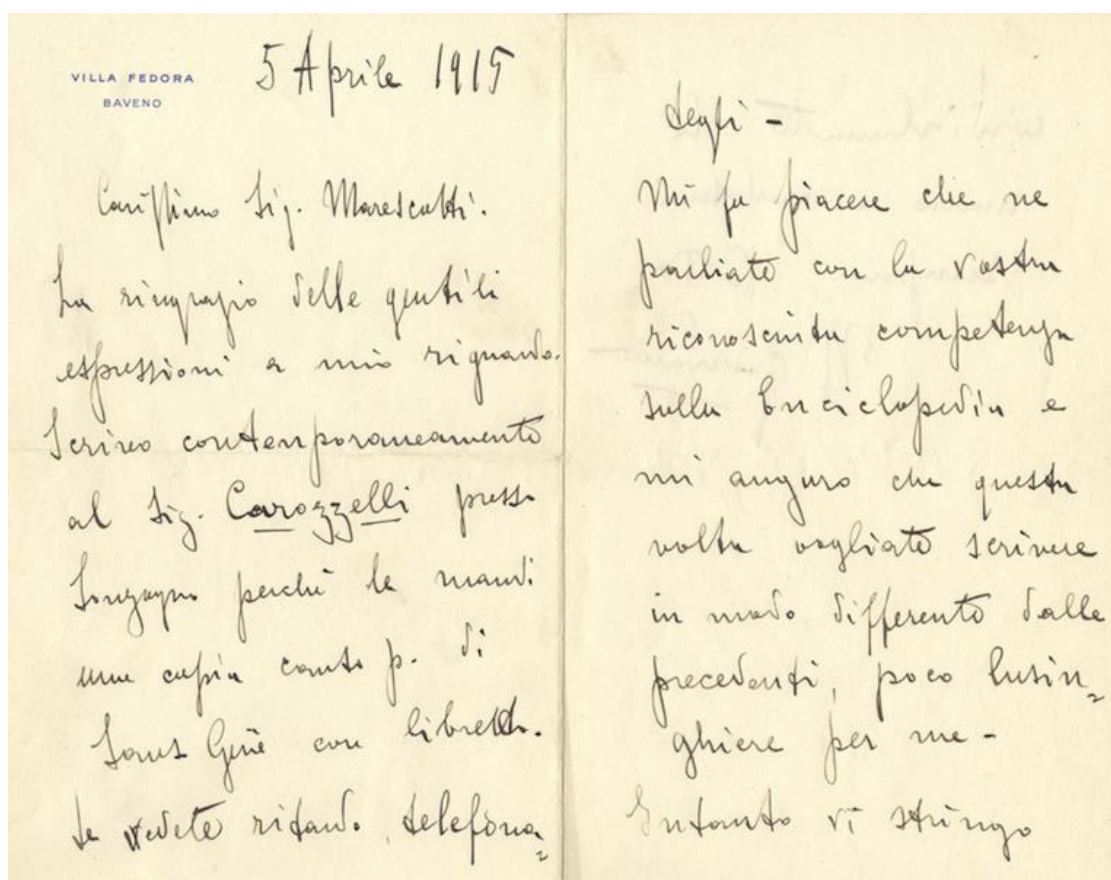 VILLA FEDORA
BAVENO
5 Aprile 1915
Carissimo Sig. Marescotti.
La ringrazio delle gentili
espressioni a mio riguardo.
Scrivo contemporaneamente
al Sig. Carozzelli presso
Sonzogno perchè le mandi
una copia canto p. di
Sans Gêne con libretto.
Se vedete ritardo, telefona=
tegli -
Mi fa piacere che ne
parliate con la vostra
riconosciuta competenza
sulla Enciclopedia e
mi auguro che questa
volta vogliate scrivere
in modo differente dalle
precedenti, poco lusin=
ghiere per me -
Intanto vi stringo